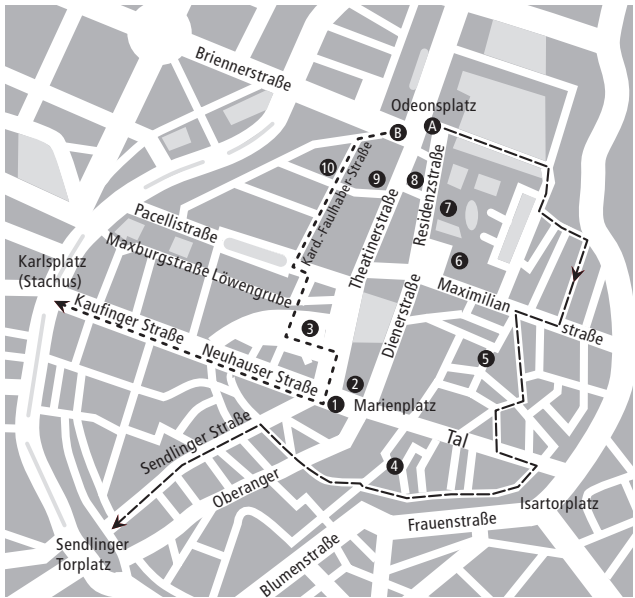 Briennerstraße
Odeonsplatz
B
A
10
9
8
7
6
Kard.-Faulhaber-Straße
Theatinerstraße
Residenzstraße
Pacellistraße
Maxburgstraße Löwengrube
Karlsplatz
(Stachus)
Maximilian
straße
Kaufinger Straße
Neuhauser Straße
Dienerstraße
3
5
2
1
Marienplatz
Sendlinger Straße
Tal
4
Oberanger
Isartorplatz
Frauenstraße
Sendlinger
Torplatz
Blumenstraße